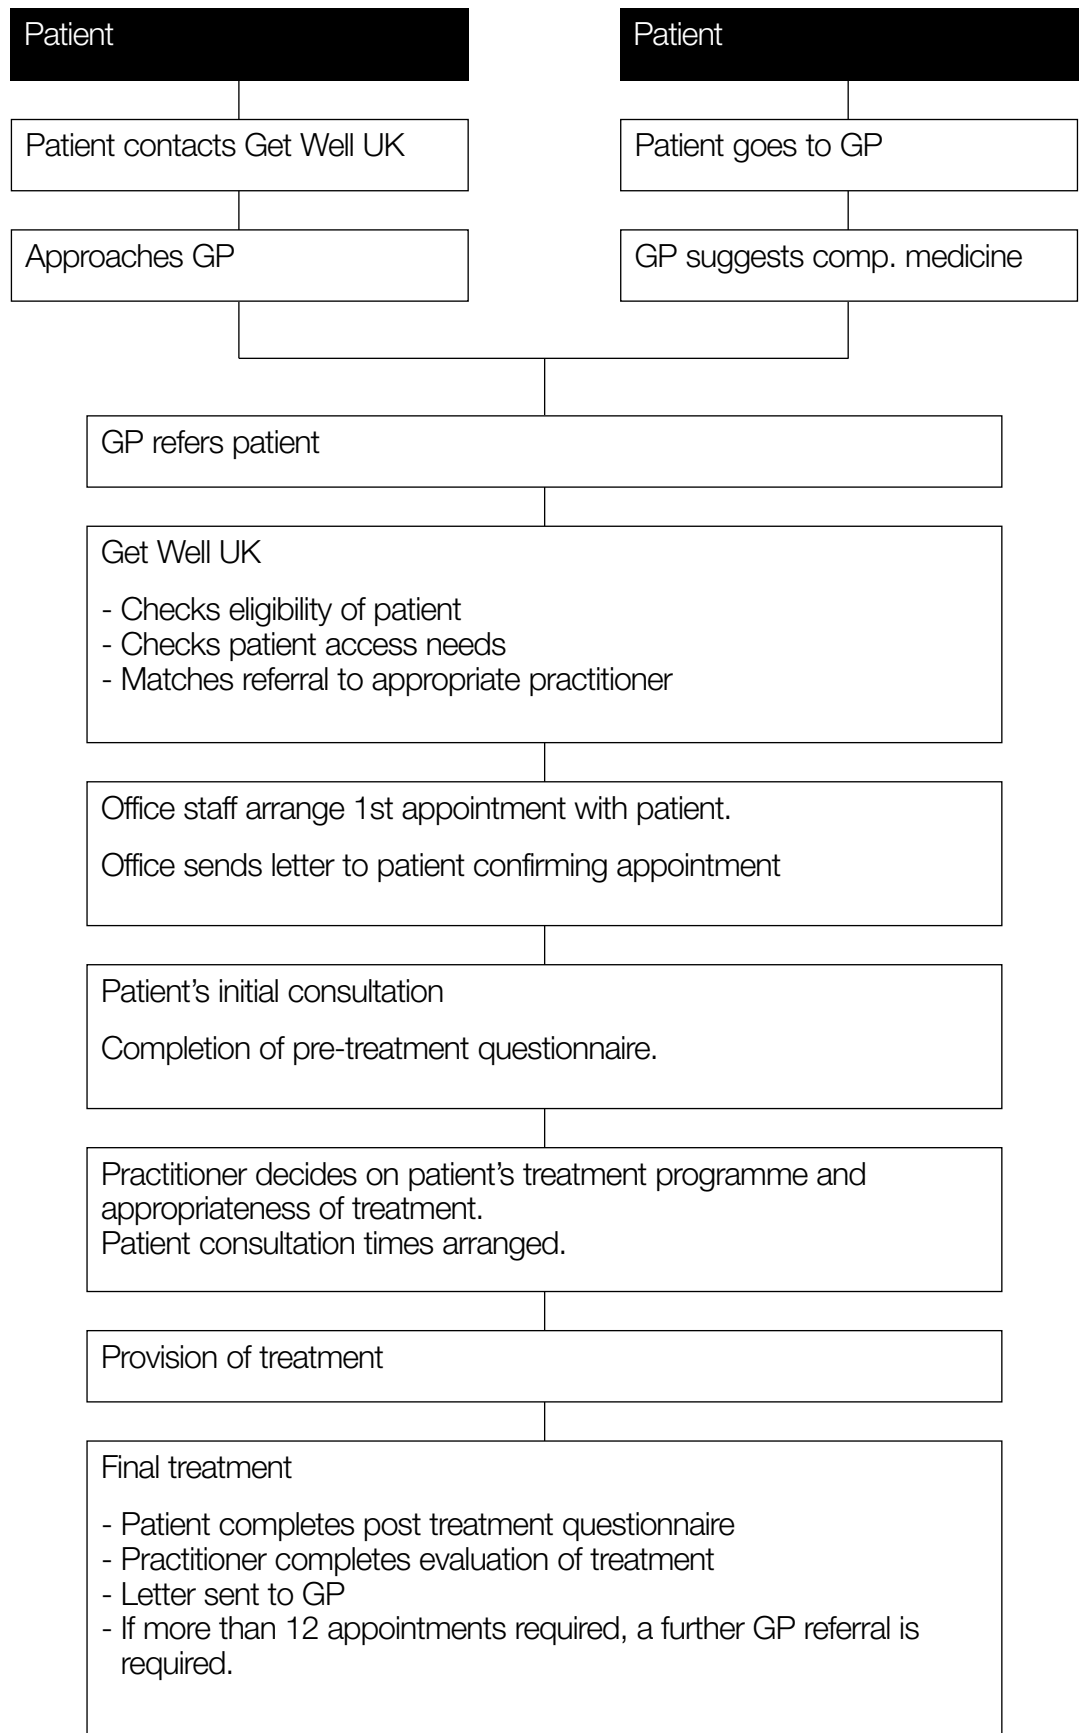 Patient
Patient contacts Get Well UK
Approaches GP
Patient
Patient goes to GP
GP suggests comp. medicine
GP refers patient
Get Well UK
- Checks eligibility of patient
- Checks patient access needs
- Matches referral to appropriate practitioner
Office staff arrange 1st appointment with patient.
Office sends letter to patient confirming appointment
Patient’s initial consultation
Completion of pre-treatment questionnaire.
Practitioner decides on patient’s treatment programme and
appropriateness of treatment.
Patient consultation times arranged.
Provision of treatment
Final treatment
- Patient completes post treatment questionnaire
- Practitioner completes evaluation of treatment
- Letter sent to GP
- If more than 12 appointments required, a further GP referral is
required.